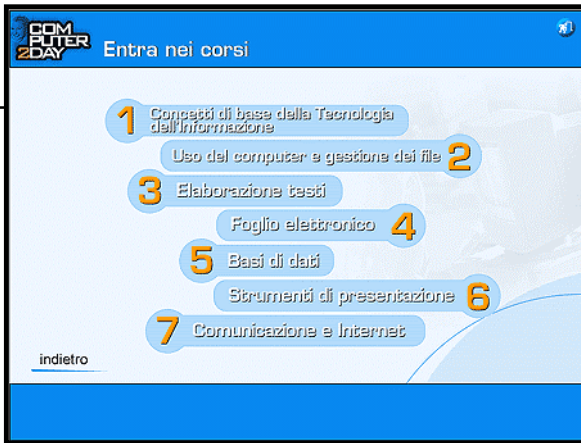 COM
PUTER
2DAY
Entra nei corsi
1 Concetti di base della Tecnologia
dell'Informazione
Uso del computer e gestione dei file 2
3 Elaborazione testi
Foglio elettronico 4
5 Basi di dati
Strumenti di presentazione 6
7 Comunicazione e Internet
indietro